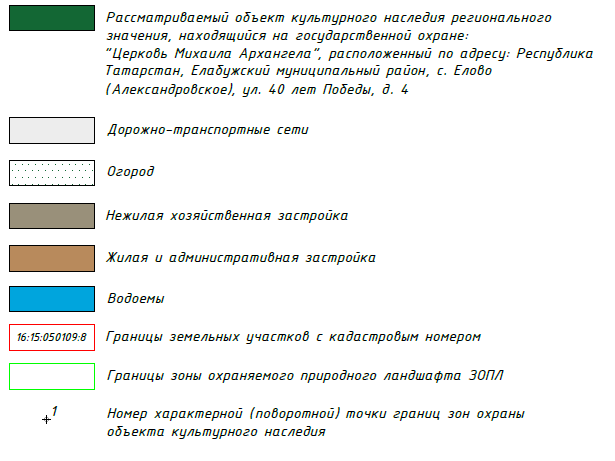 Рассматриваемый объект культурного наследия регионального
значения, находящийся на государственной охране:
"Церковь Михаила Архангела", расположенный по адресу: Республика
Татарстан, Елабужский муниципальный район, с. Елово
(Александровское), ул. 40 лет Победы, д. 4
Дорожно-транспортные сети
Огород
Нежилая хозяйственная застройка
Жилая и административная застройка
Водоемы
16:15:050109:8 Границы земельных участков с кадастровым номером
Границы зоны охраняемого природного ландшафта ЗОПЛ
1 Номер характерной (поворотной) точки границ зон охраны
объекта культурного наследия